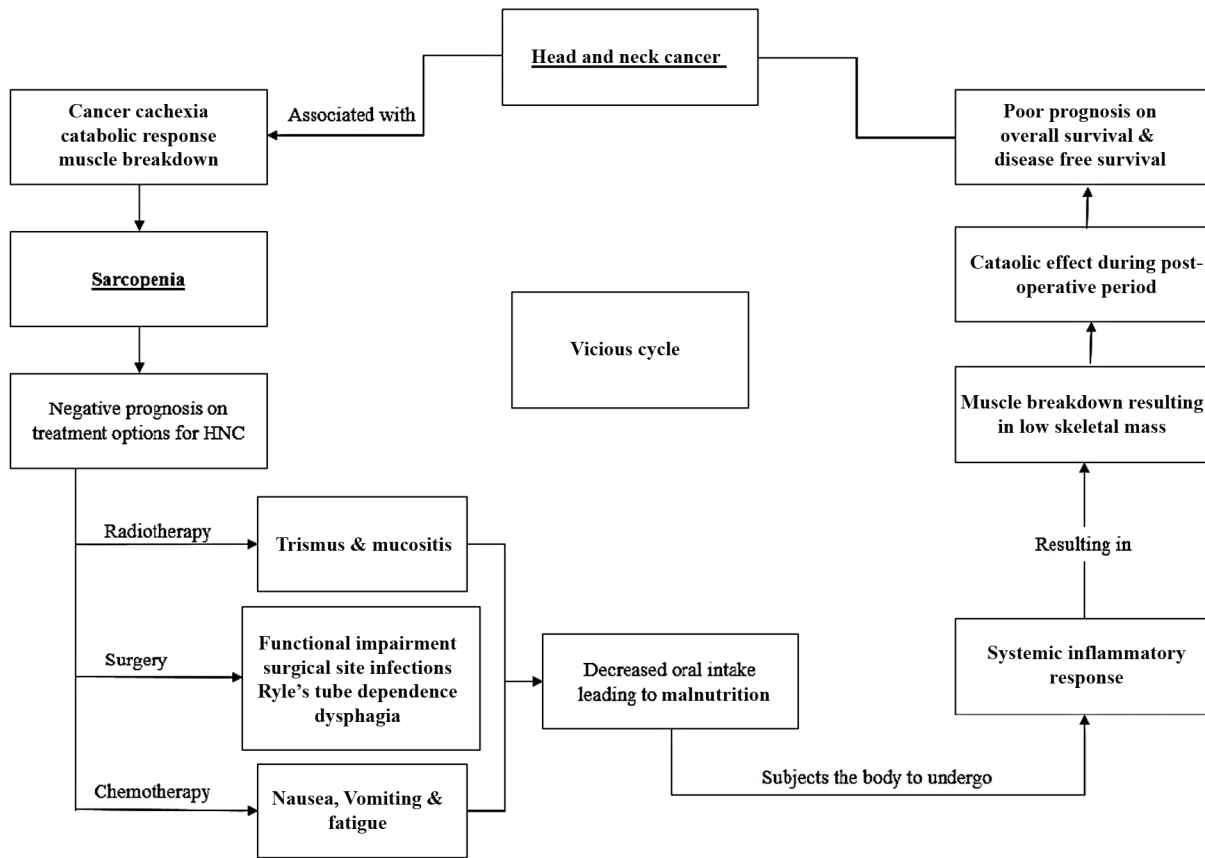 Head and neck cancer
Associated with
Cancer cachexia
catabolic response
muscle breakdown
Sarcopenia
Negative prognosis on
treatment options for HNC
Radiotherapy
Trismus & mucositis
Surgery
Functional impairment
surgical site infections
Ryle’s tube dependence
dysphagia
Chemotherapy
Nausea, Vomiting &
fatigue
Decreased oral intake
leading to malnutrition
Subjects the body to undergo
Systemic inflammatory
response
Resulting in
Muscle breakdown resulting
in low skeletal mass
Cataolic effect during post-
operative period
Poor prognosis on
overall survival &
disease free survival
Vicious cycle